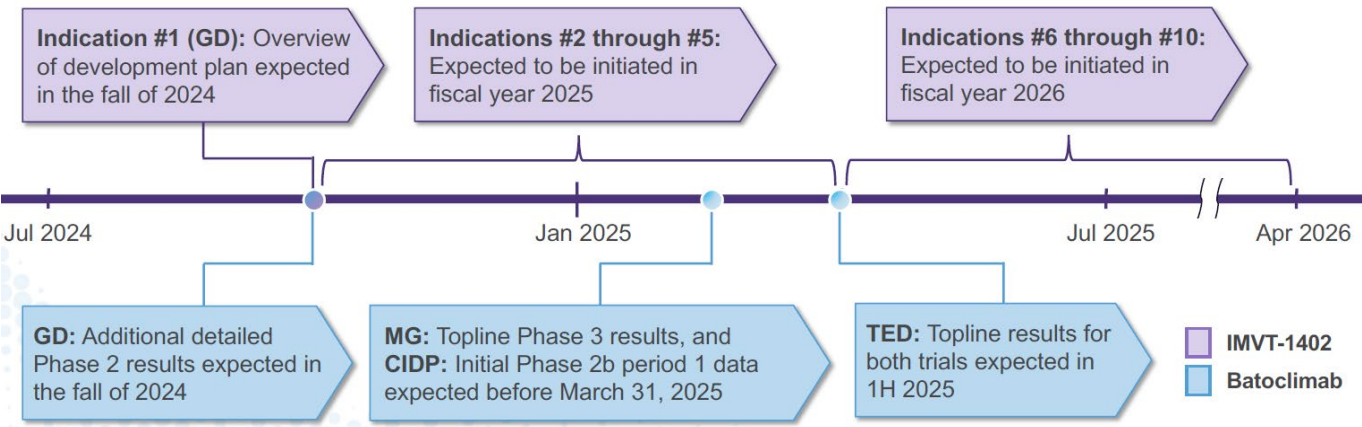 Indication #1 (GD): Overview
of development plan expected
in the fall of 2024
Indications #2 through #5:
Expected to be initiated in
fiscal year 2025
Indications #6 through #10:
Expected to be initiated in
fiscal year 2026
Jul 2024
Jan 2025
Jul 2025
Apr 2026
GD: Additional detailed
Phase 2 results expected in
the fall of 2024
MG: Topline Phase 3 results, and
CIDP: Initial Phase 2b period 1 data
expected before March 31, 2025
TED: Topline results for
both trials expected in
1H 2025
IMVT-1402
Batoclimab